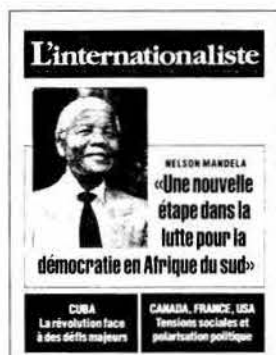 L'internationaliste
NELSON MANDELA
«Une nouvelle
étape dans la
lutte pour la
démocratie en Afrique du sud»
CUBA
La révolution face
à des défis majeurs
CANADA, FRANCE, USA
Tensions sociales et
polarisation politique